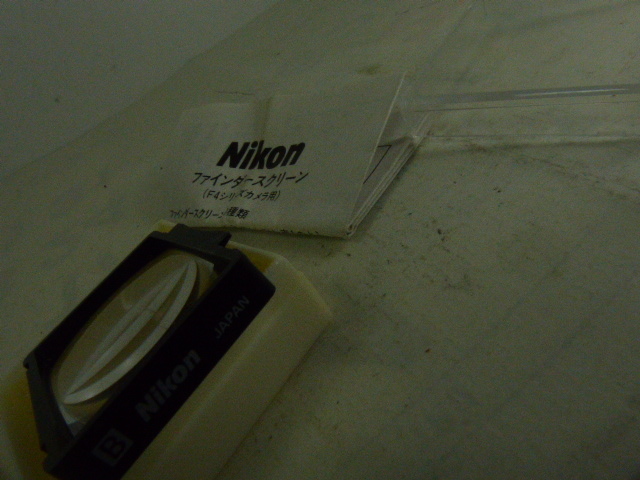 Nikon
ファインダースクリーン
(F4シリーズカメラ用)
ファインダースクリーンの種類
B Nikon JAPAN